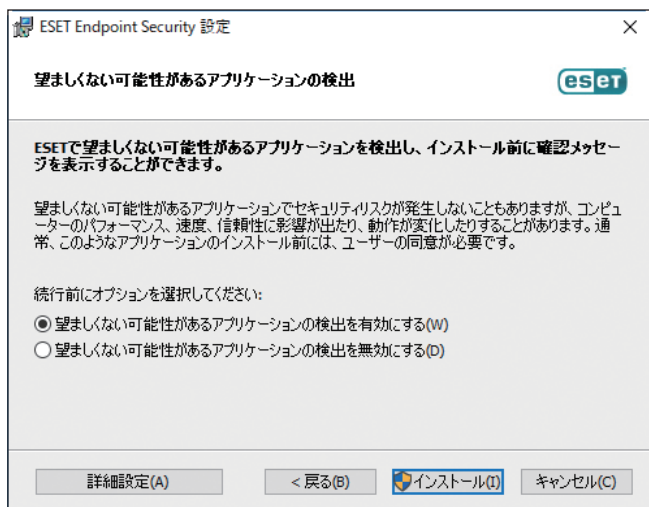 ESET Endpoint Security 設定
望ましくない可能性があるアプリケーションの検出
eseT
ESETで望ましくない可能性があるアプリケーションを検出し、インストール前に確認メッセー
ジを表示することができます。
望ましくない可能性があるアプリケーションでセキュリティリスクが発生しないこともありますが、コンピュ
ーターのパフォーマンス、速度、信頼性に影響が出たり、動作が変化したりすることがあります。通
常、このようなアプリケーションのインストール前には、ユーザーの同意が必要です。
続行前にオプションを選択してください:
望ましくない可能性があるアプリケーションの検出を有効にする(W)
望ましくない可能性があるアプリケーションの検出を無効にする(D)
詳細設定(A) < 戻る(B) インストール(I) キャンセル(C)